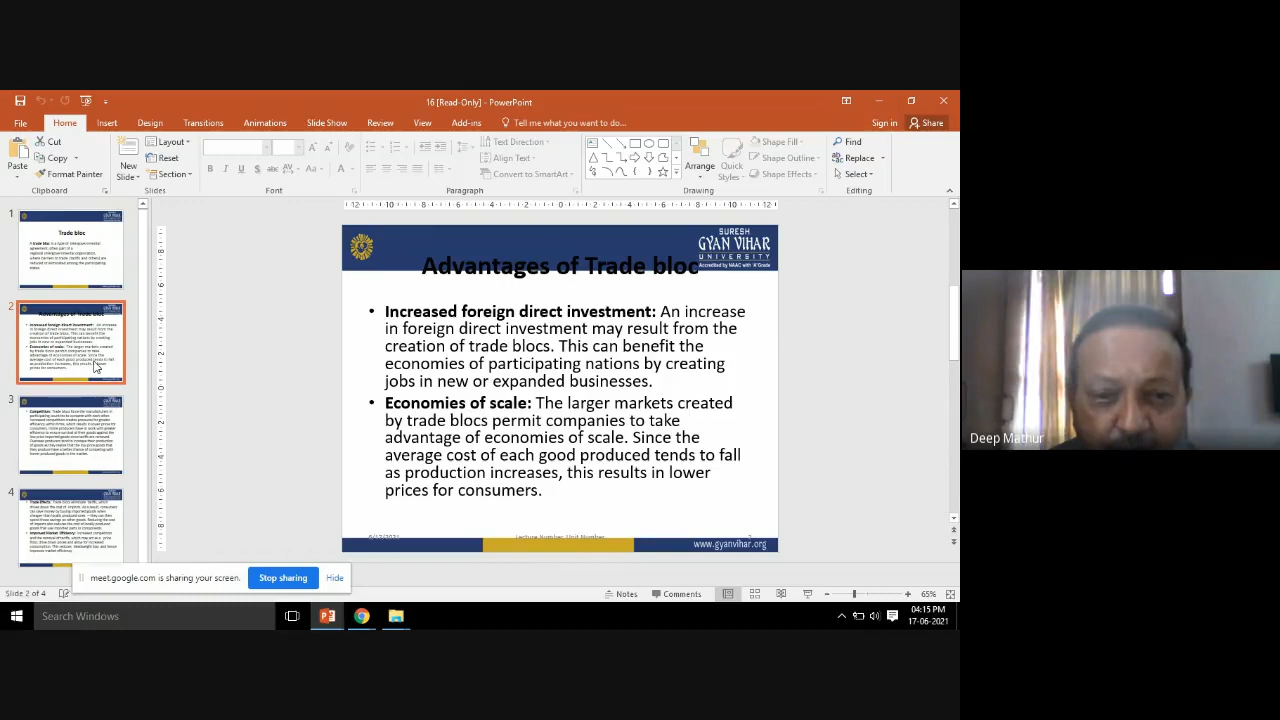 16 [Read-Only] - PowerPoint
File Home Insert Design Transitions Animations Slide Show Review View Add-ins Tell me what you want to do... Sign in Share
Paste
Cut
Copy
Format Painter
Clipboard
New Slide
Layout
Reset
Section
Slides
Font
Text Direction
Align Text
Convert to SmartArt
Paragraph
Arrange
Quick Styles
Shape Fill
Shape Outline
Shape Effects
Drawing
Find
Replace
Select
Editing
1
Trade bloc
2
Advantages of Trade bloc
3
4
SURESH
GYAN VIHAR
UNIVERSITY
Accredited by NAAC with 'A' Grade
Advantages of Trade bloc
• Increased foreign direct investment: An increase
in foreign direct investment may result from the
creation of trade blocs. This can benefit the
economies of participating nations by creating
jobs in new or expanded businesses.
• Economies of scale: The larger markets created
by trade blocs permit companies to take
advantage of economies of scale. Since the
average cost of each good produced tends to fall
as production increases, this results in lower
prices for consumers.
www.gyanvihar.org
Deep Mathur
meet.google.com is sharing your screen. Stop sharing Hide
Slide 2 of 4 Notes Comments 65%
Search Windows
04:15 PM
17-06-2021